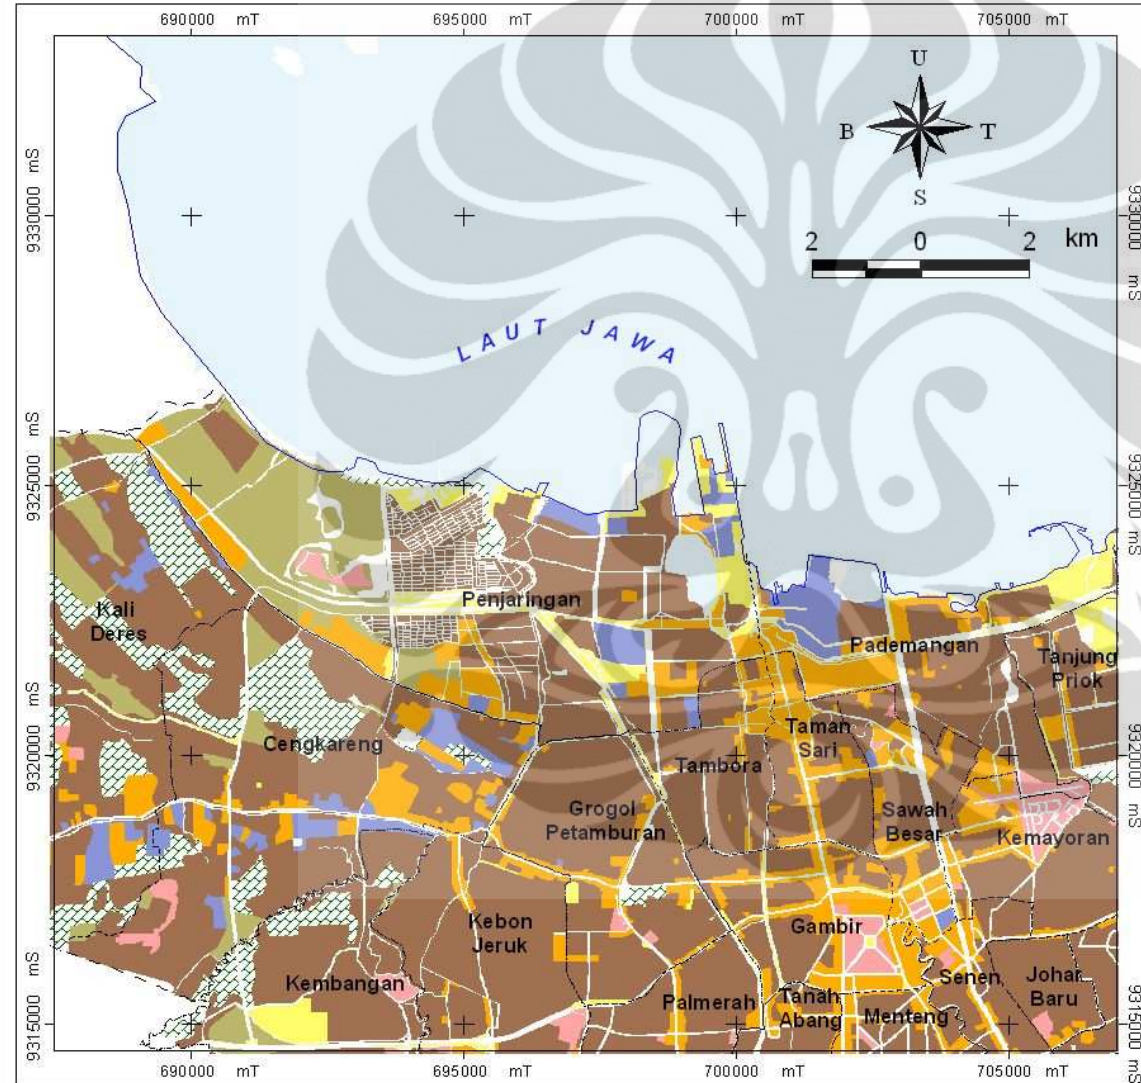 690000 mT 695000 mT 700000 mT 705000 mT
U
B T
S
9330000 mS
9330000 mS
2 0 2 km
LAUT JAWA
9325000 mS
9325000 mS
Penjaringan
Kali
Deres
Pademangan
Tanjung
Priok
Cengkareng
Taman
Sari
Tambora
9320000 mS
9320000 mS
Grogol
Petamburan
Sawah
Besar
Kemayoran
Kebon
Jeruk
Gambir
Kembangan
Palmerah
Tanah
Abang
Menteng
Senen
Johar
Baru
9315000 mS
9315000 mS
690000 mT 695000 mT 700000 mT 705000 mT